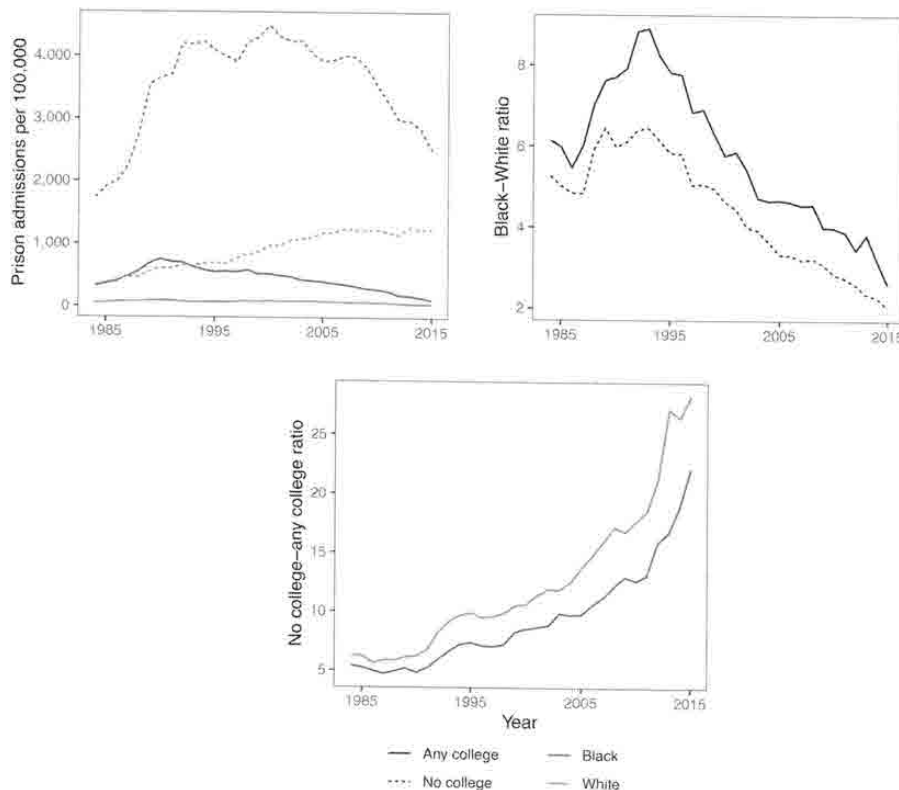 Prison admissions per 100,000
4,000
3,000
2,000
1,000
0
1985 1995 2005 2015
Black–White ratio
8
6
4
2
1985 1995 2005 2015
No college–any college ratio
25
20
15
10
5
1985 1995 2005 2015
Year
Any college Black
No college White